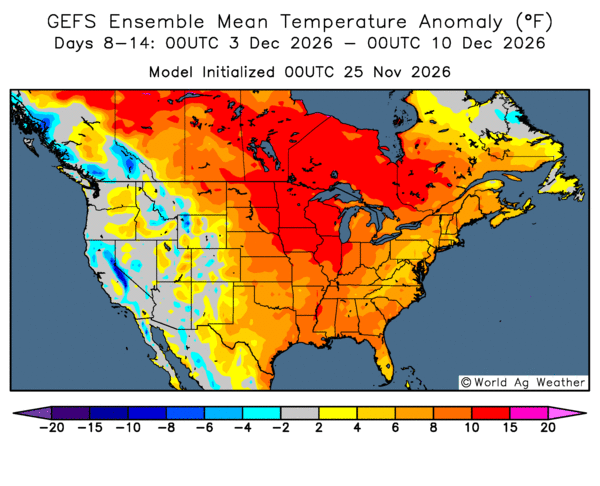 GEFS Ensemble Mean Temperature Anomaly (°F)
Days 8–14: 00UTC 3 Dec 2026 – 00UTC 10 Dec 2026
Model Initialized 00UTC 25 Nov 2026
©World Ag Weather
−20 −15 −10 −8 −6 −4 −2 2 4 6 8 10 15 20